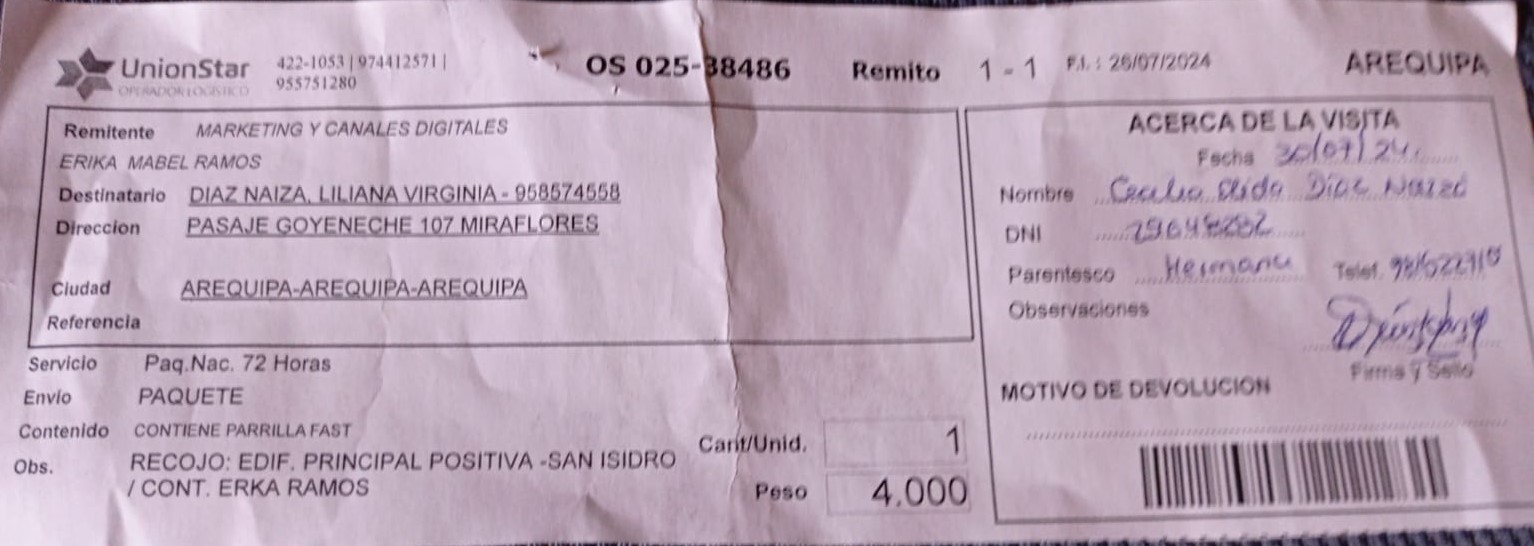 UnionStar
OPERADOR LOGISTICO
422-1053 | 974412571 |
955751280
OS 025-38486 Remito 1 - 1 F.I. : 26/07/2024 AREQUIPA
Remitente MARKETING Y CANALES DIGITALES
ERIKA MABEL RAMOS
Destinatario DIAZ NAIZA, LILIANA VIRGINIA - 958574558
Direccion PASAJE GOYENECHE 107 MIRAFLORES
Ciudad AREQUIPA-AREQUIPA-AREQUIPA
Referencia
Servicio Paq.Nac. 72 Horas
Envio PAQUETE
Contenido CONTIENE PARRILLA FAST
Obs. RECOJO: EDIF. PRINCIPAL POSITIVA -SAN ISIDRO
/ CONT. ERKA RAMOS
Cant/Unid. 1
Peso 4.000
ACERCA DE LA VISITA
Fecha 30/07/24
Nombre Diaz
DNI
Parentesco Hermana Telef.
Observaciones
Firma y Sello
MOTIVO DE DEVOLUCION